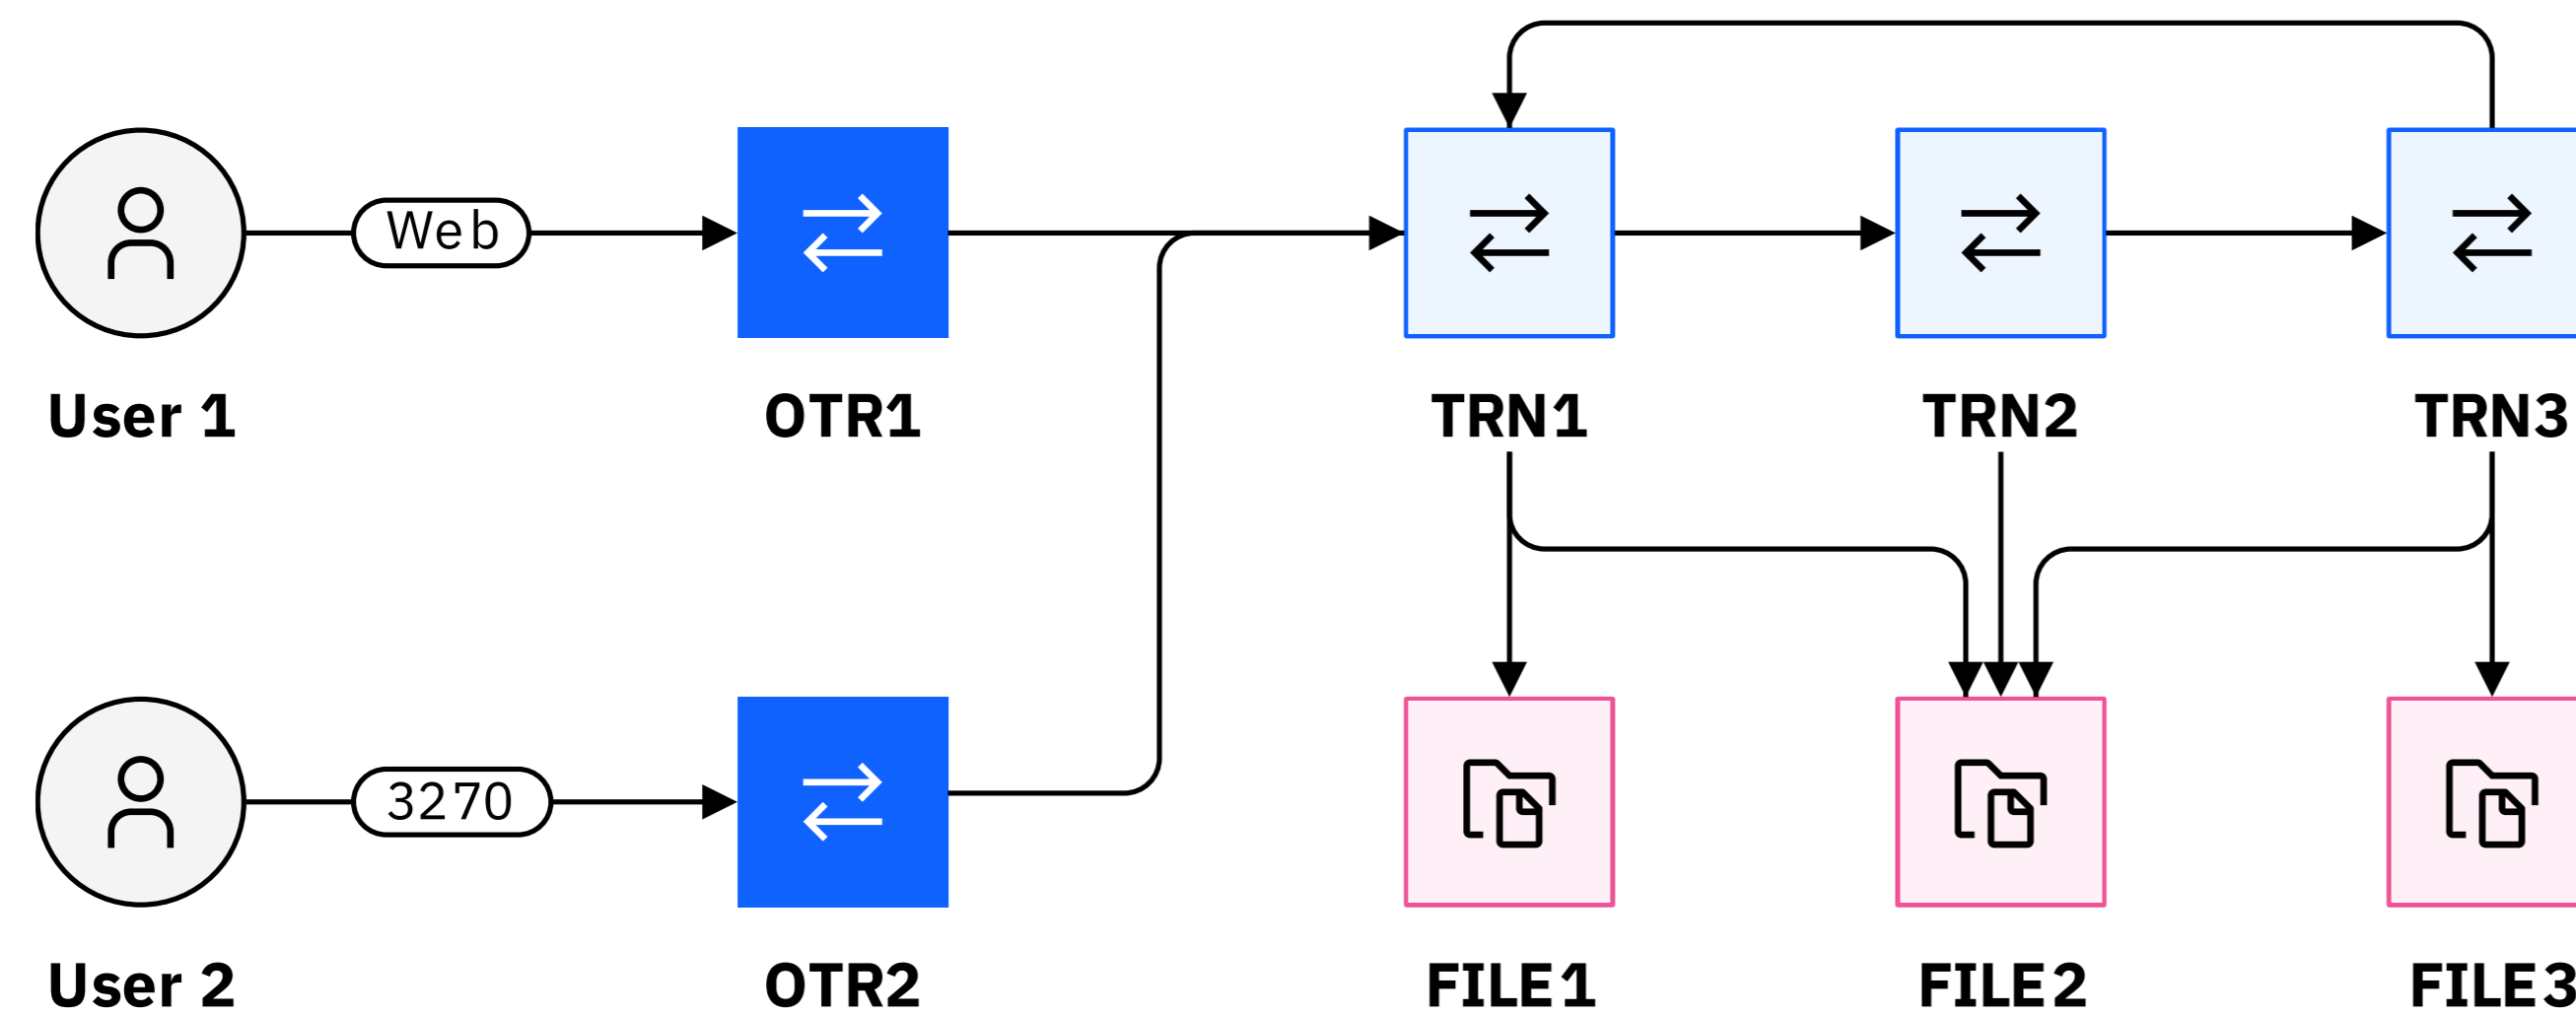 Web
User 1
OTR1
TRN1
TRN2
TRN3
3270
User 2
OTR2
FILE1
FILE2
FILE3